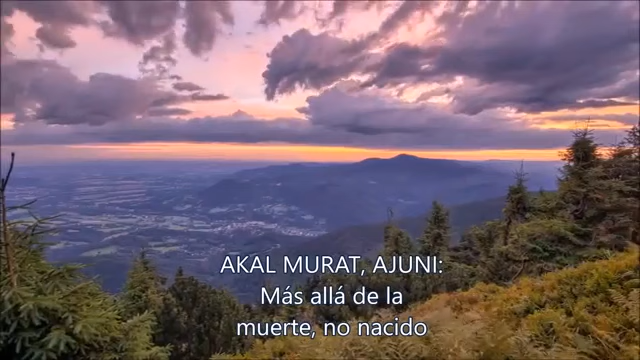 AKAL MURAT, AJUNI:
Más allá de la
muerte, no nacido